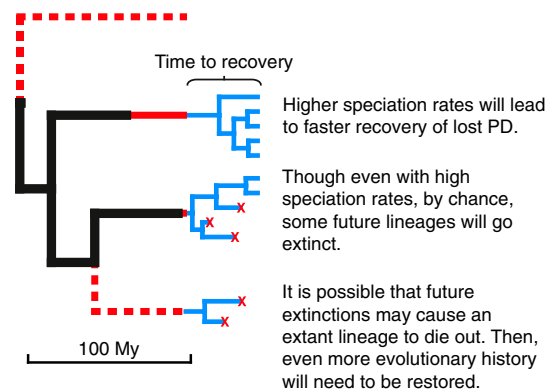 Time to recovery
Higher speciation rates will lead
to faster recovery of lost PD.
Though even with high
speciation rates, by chance,
some future lineages will go
extinct.
x
x
x
It is possible that future
extinctions may cause an
extant lineage to die out. Then,
even more evolutionary history
will need to be restored.
x
x
100 My